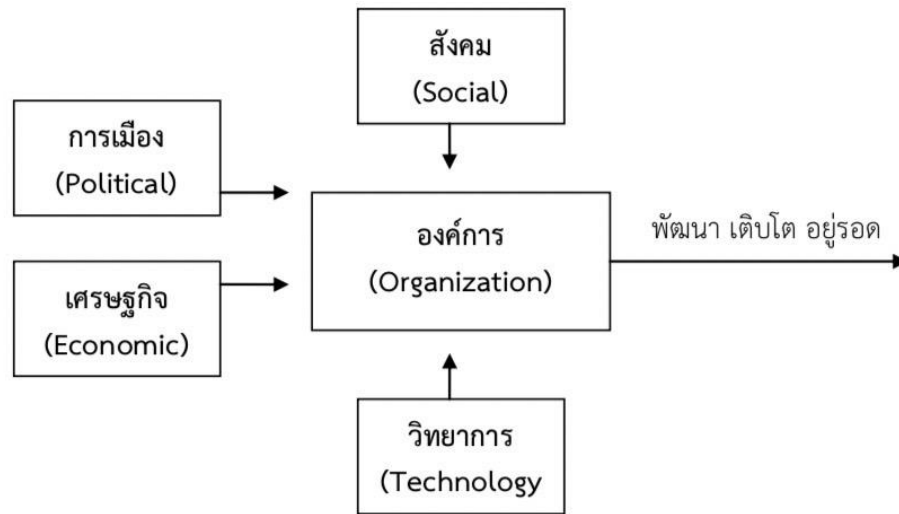 สังคม
(Social)
การเมือง
(Political)
องค์การ
(Organization)
พัฒนา เติบโต อยู่รอด
เศรษฐกิจ
(Economic)
วิทยาการ
(Technology